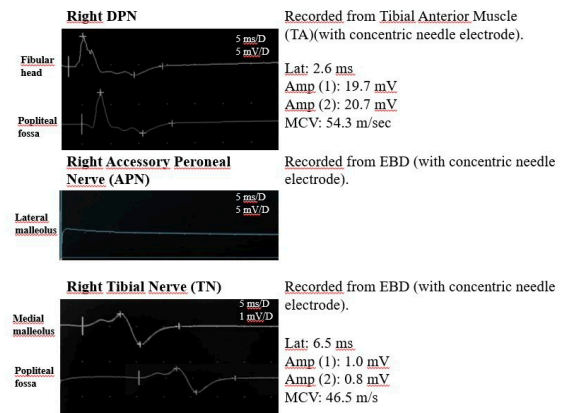 Right DPN
5 ms/D
5 mV/D
Fibular
head
Popliteal
fossa
Recorded from Tibial Anterior Muscle
(TA)(with concentric needle electrode).
Lat: 2.6 ms
Amp (1): 19.7 mV
Amp (2): 20.7 mV
MCV: 54.3 m/sec
Right Accessory Peroneal
Nerve (APN)
5 ms/D
5 mV/D
Lateral
malleolus
Recorded from EBD (with concentric needle
electrode).
Right Tibial Nerve (TN)
5 ms/D
1 mV/D
Medial
malleolus
Popliteal
fossa
Recorded from EBD (with concentric needle
electrode).
Lat: 6.5 ms
Amp (1): 1.0 mV
Amp (2): 0.8 mV
MCV: 46.5 m/s